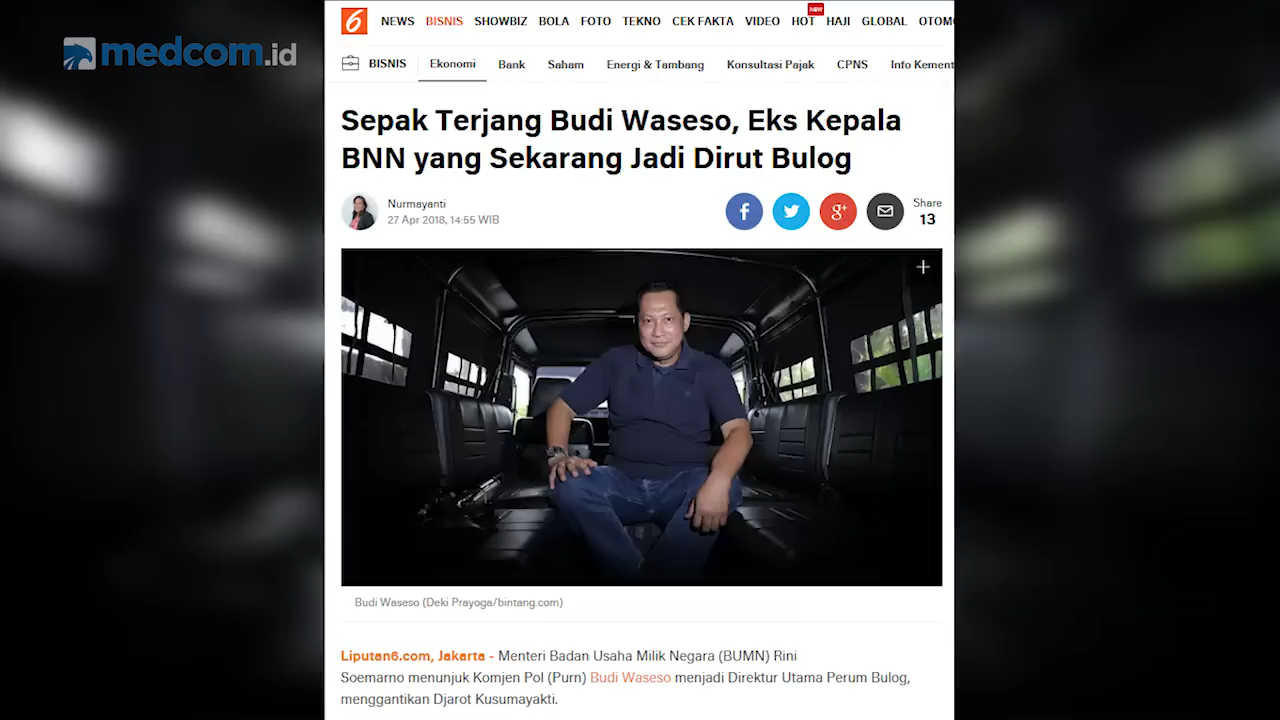 medcom.id
6 NEWS BISNIS SHOWBIZ BOLA FOTO TEKNO CEK FAKTA VIDEO HOT NEW HAJI GLOBAL OTOMO
BISNIS Ekonomi Bank Saham Energi & Tambang Konsultasi Pajak CPNS Info Kement
Sepak Terjang Budi Waseso, Eks Kepala
BNN yang Sekarang Jadi Dirut Bulog
Nurmayanti
27 Apr 2018, 14:55 WIB
Share
13
Budi Waseso (Deki Prayoga/bintang.com)
Liputan6.com, Jakarta - Menteri Badan Usaha Milik Negara (BUMN) Rini
Soemarno menunjuk Komjen Pol (Purn) Budi Waseso menjadi Direktur Utama Perum Bulog,
menggantikan Djarot Kusumayakti.